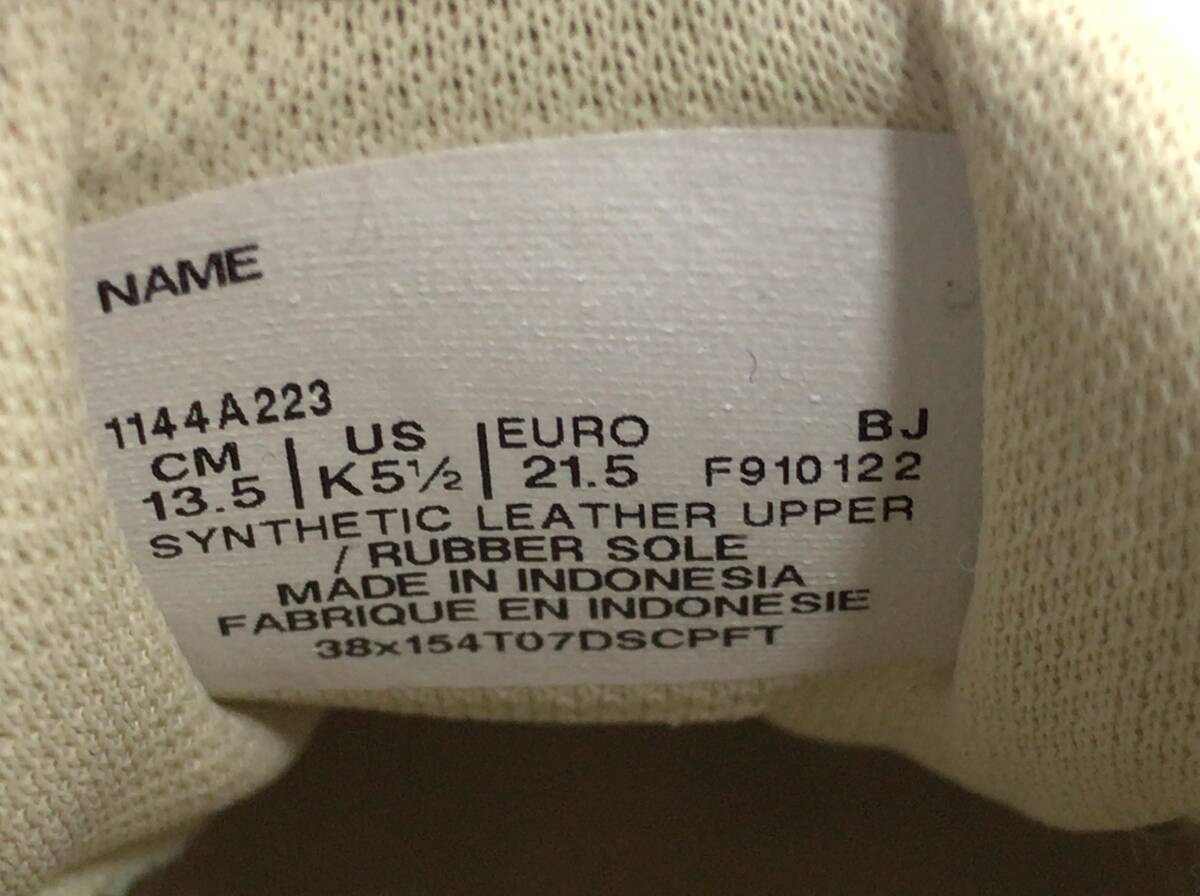 NAME
1144A223
CM | US | EURO BJ
13.5 | K5½ | 21.5 F910122
SYNTHETIC LEATHER UPPER
/ RUBBER SOLE
MADE IN INDONESIA
FABRIQUE EN INDONESIE
38x154T07DSCPFT